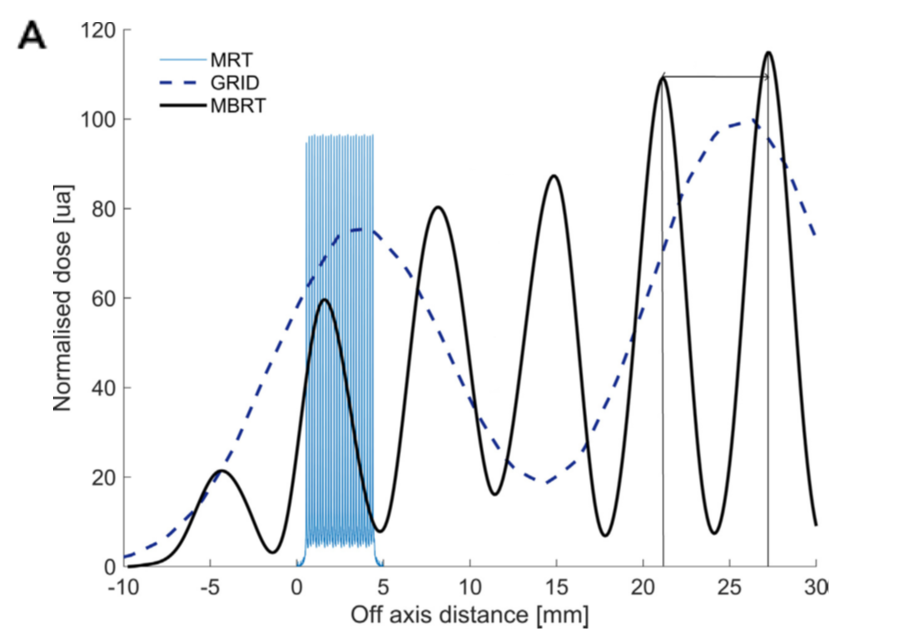 A
120
100
80
60
40
20
0
MRT
GRID
MBRT
Normalised dose [ua]
-10 -5 0 5 10 15 20 25 30
Off axis distance [mm]